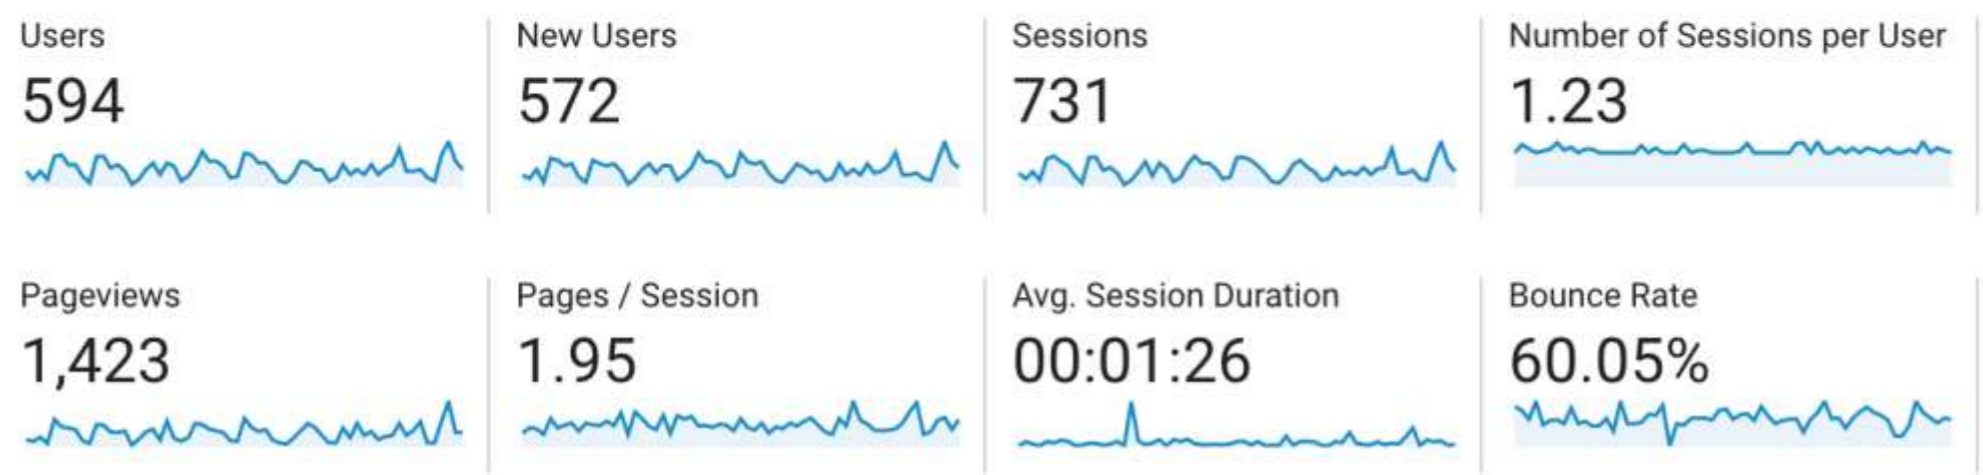 Users
594
New Users
572
Sessions
731
Number of Sessions per User
1.23
Pageviews
1,423
Pages / Session
1.95
Avg. Session Duration
00:01:26
Bounce Rate
60.05%